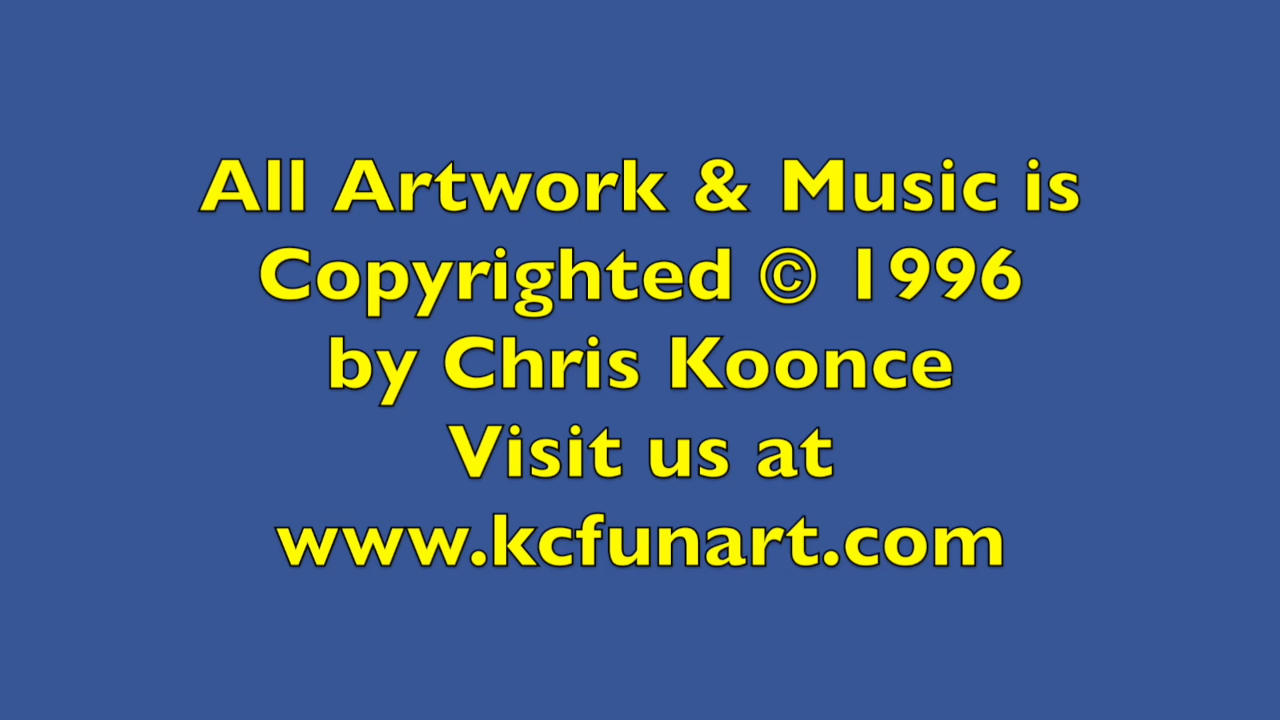 All Artwork & Music is
Copyrighted © 1996
by Chris Koonce
Visit us at
www.kcfunart.com